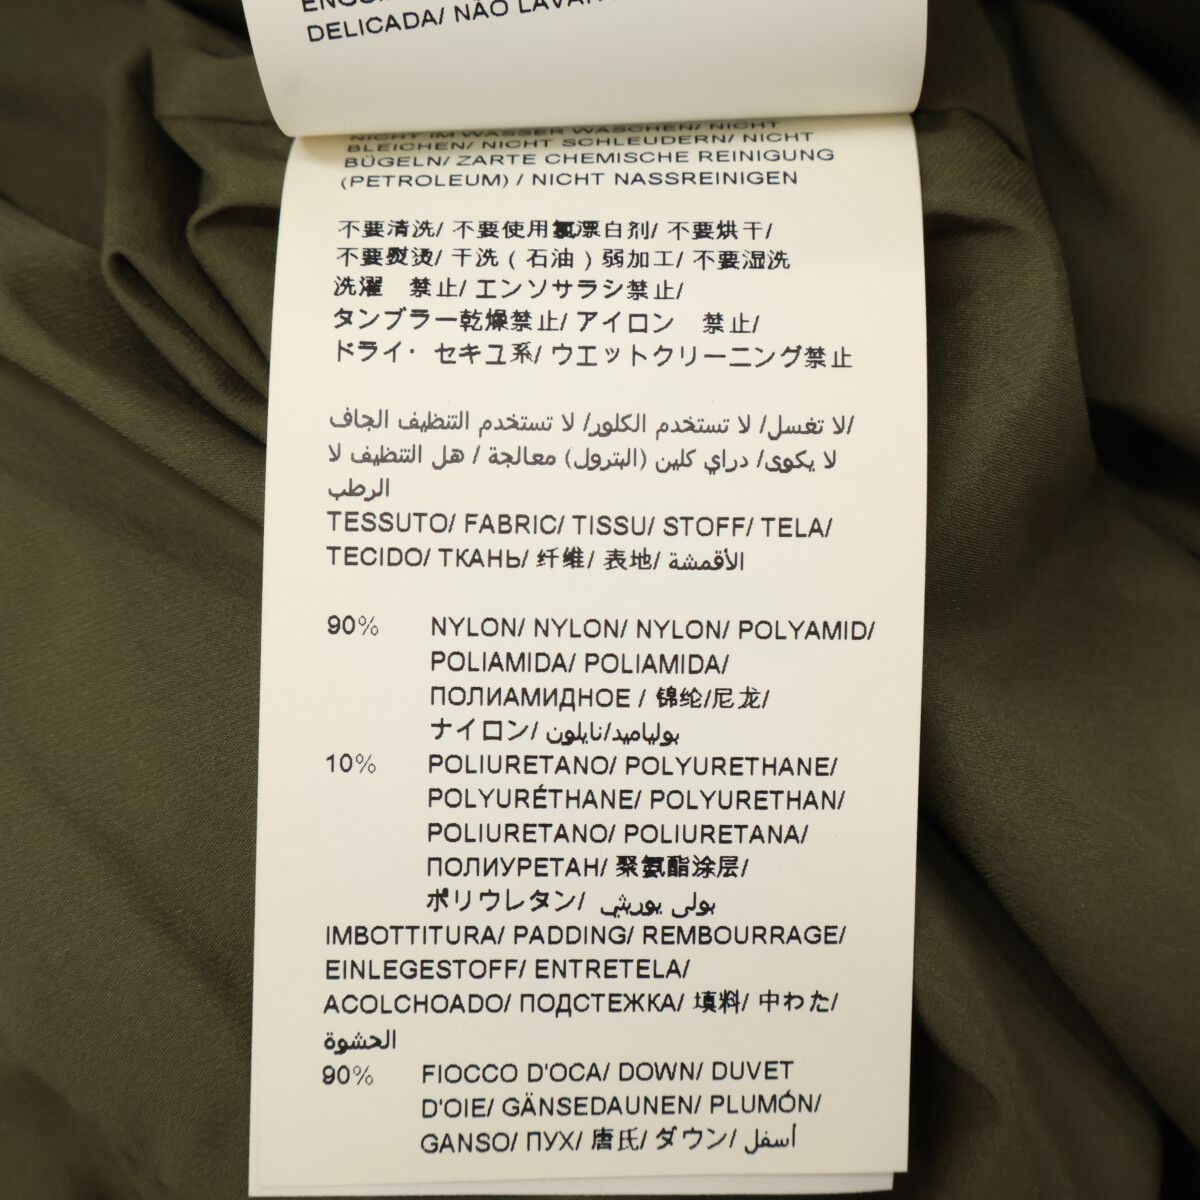 DELICADA/ NÃO LAVAR
NICHT IM WASSER WASCHEN/ NICHT
BLEICHEN/ NICHT SCHLEUDERN/ NICHT
BÜGELN/ ZARTE CHEMISCHE REINIGUNG
(PETROLEUM) / NICHT NASSREINIGEN
不要清洗/ 不要使用氯漂白剂/ 不要烘干/
不要熨烫/ 干洗（石油）弱加工/ 不要湿洗
洗濯　禁止/ エンソサラシ禁止/
タンブラー乾燥禁止/ アイロン　禁止/
ドライ・セキユ系/ ウエットクリーニング禁止
لا تغسل/ لا تستخدم الكلور/ لا تستخدم التنظيف الجاف/
لا يكوى/ دراي كلين (البترول) معالجة / هل التنظيف لا
الرطب
TESSUTO/ FABRIC/ TISSU/ STOFF/ TELA/
TECIDO/ ТКАНЬ/ 纤维/ 表地/ الأقمشة
90% NYLON/ NYLON/ NYLON/ POLYAMID/
POLIAMIDA/ POLIAMIDA/
ПОЛИАМИДНОЕ / 锦纶/尼龙/
ナイロン/ بولياميد/نايلون
10% POLIURETANO/ POLYURETHANE/
POLYURÉTHANE/ POLYURETHAN/
POLIURETANO/ POLIURETANA/
ПОЛИУРЕТАН/ 聚氨酯涂层/
ポリウレタン/ بولى يوريثي
IMBOTTITURA/ PADDING/ REMBOURRAGE/
EINLEGESTOFF/ ENTRETELA/
ACOLCHOADO/ ПОДСТЕЖКА/ 填料/ 中わた/
الحشوة
90% FIOCCO D'OCA/ DOWN/ DUVET
D'OIE/ GÄNSEDAUNEN/ PLUMÓN/
GANSO/ ПУХ/ 唐氏/ ダウン/ أسفل